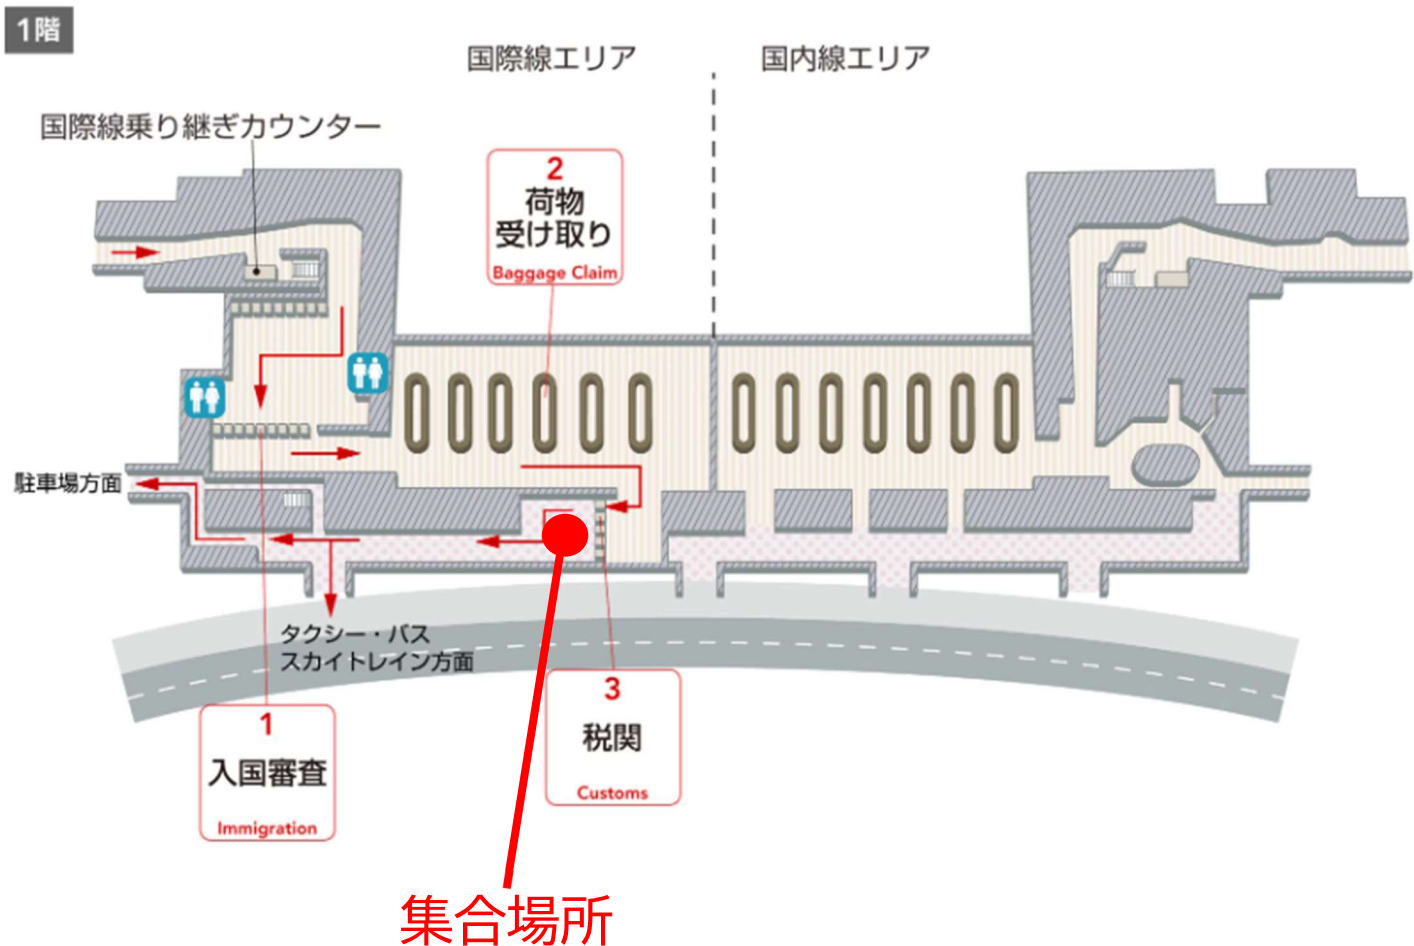 1階
国際線エリア
国内線エリア
国際線乗り継ぎカウンター
2
荷物
受け取り
Baggage Claim
駐車場方面
タクシー・バス
スカイトレイン方面
1
入国審査
Immigration
3
税関
Customs
集合場所